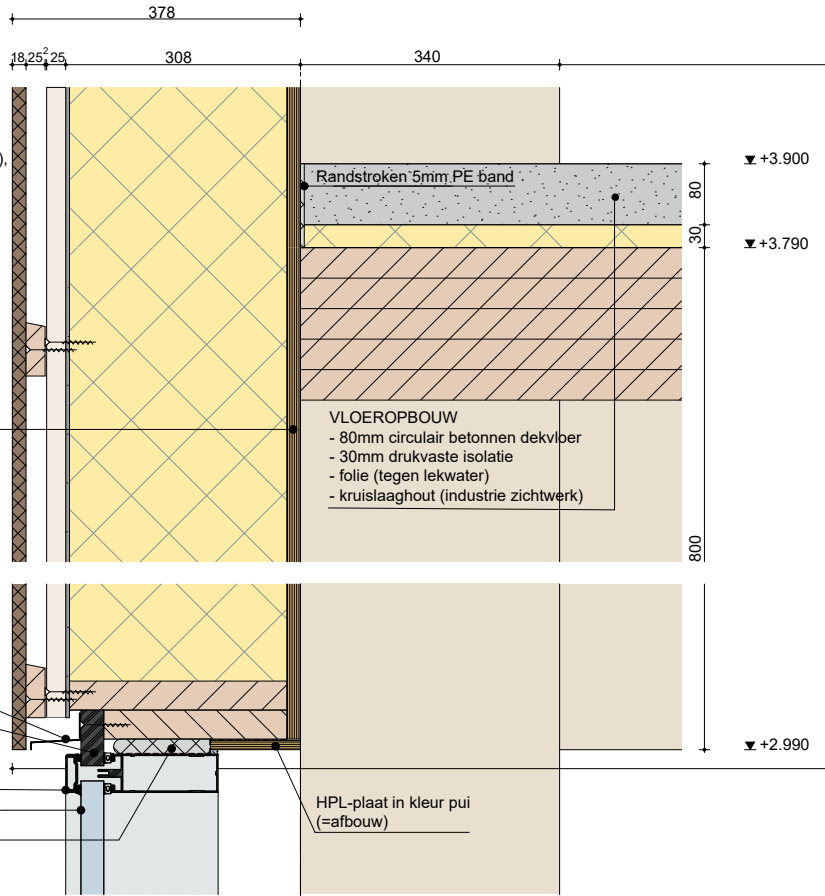 378
18
25
2
25
308
340
),
+3.900
Randstroken 5mm PE band
80
30
+3.790
VLOEROPBOUW
- 80mm circulair betonnen dekvloer
- 30mm drukvaste isolatie
- folie (tegen lekwater)
- kruislaaghout (industrie zichtwerk)
800
+2.990
HPL-plaat in kleur pui
(=afbouw)